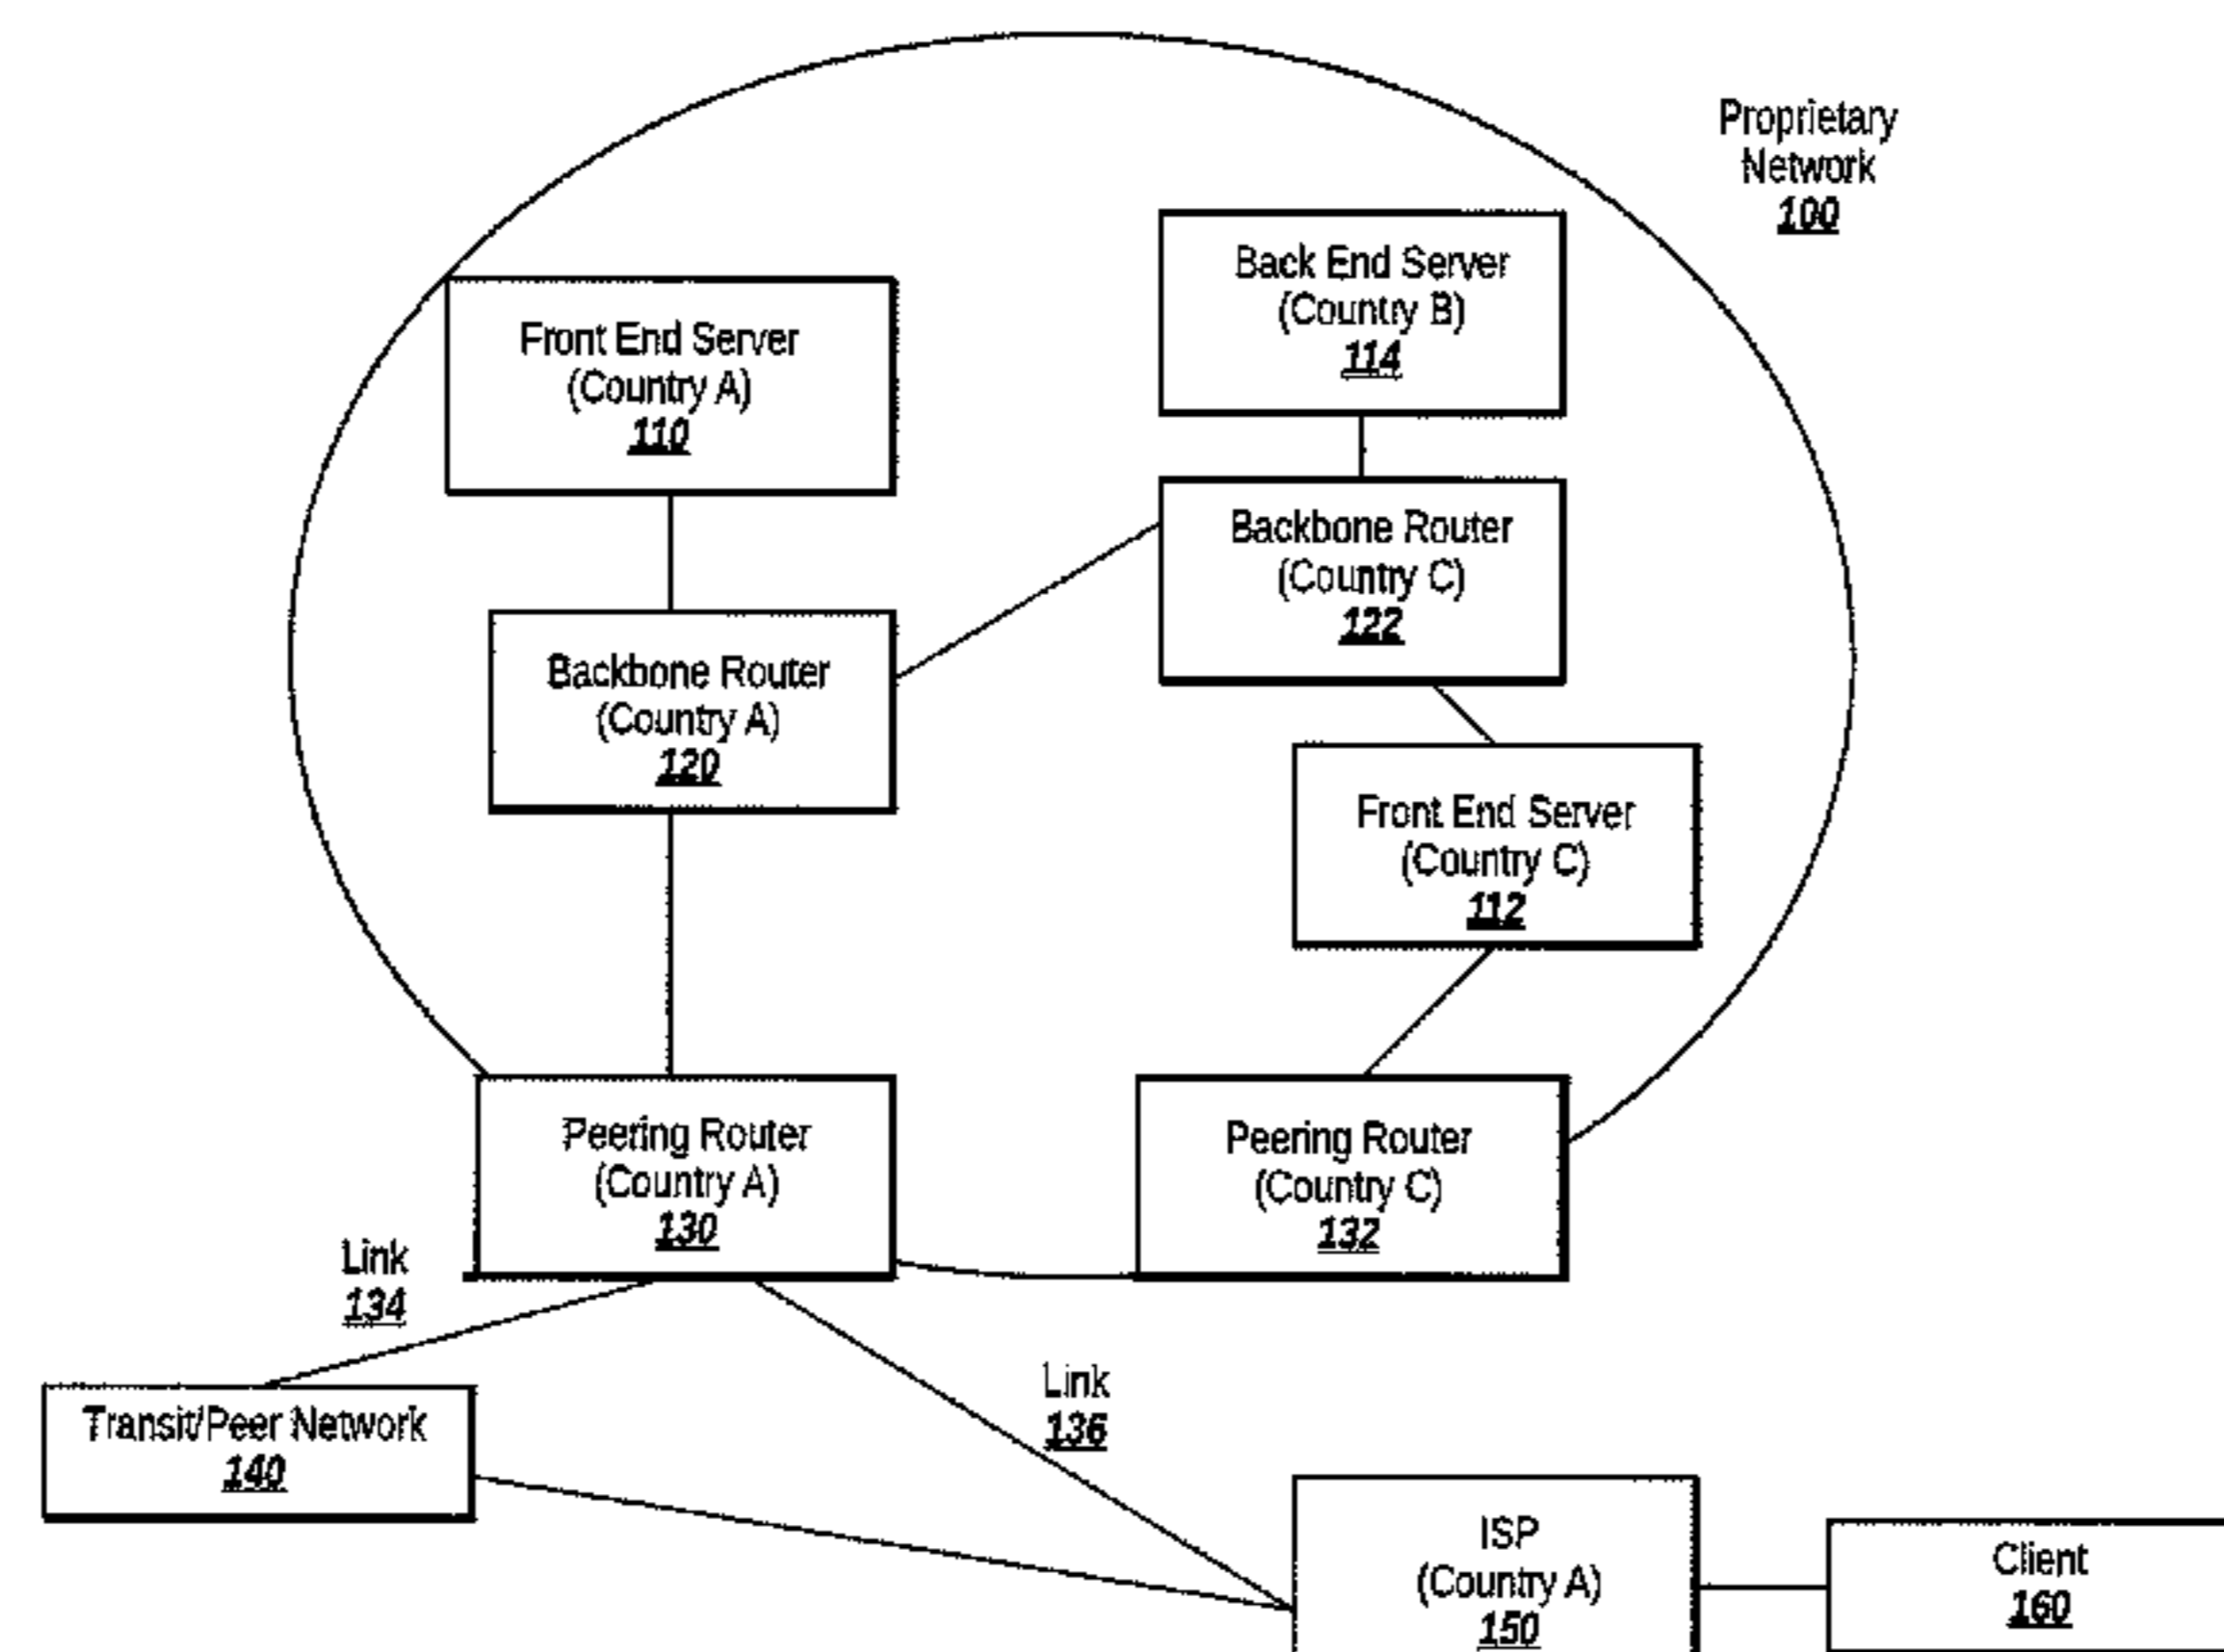 Proprietary
Network
100
Back End Server
(Country B)
114
Front End Server
(Country A)
110
Backbone Router
(Country C)
122
Backbone Router
(Country A)
120
Front End Server
(Country C)
112
Peering Router
(Country A)
130
Peering Router
(Country C)
132
Link
134
Link
136
Transit/Peer Network
140
ISP
(Country A)
150
Client
160